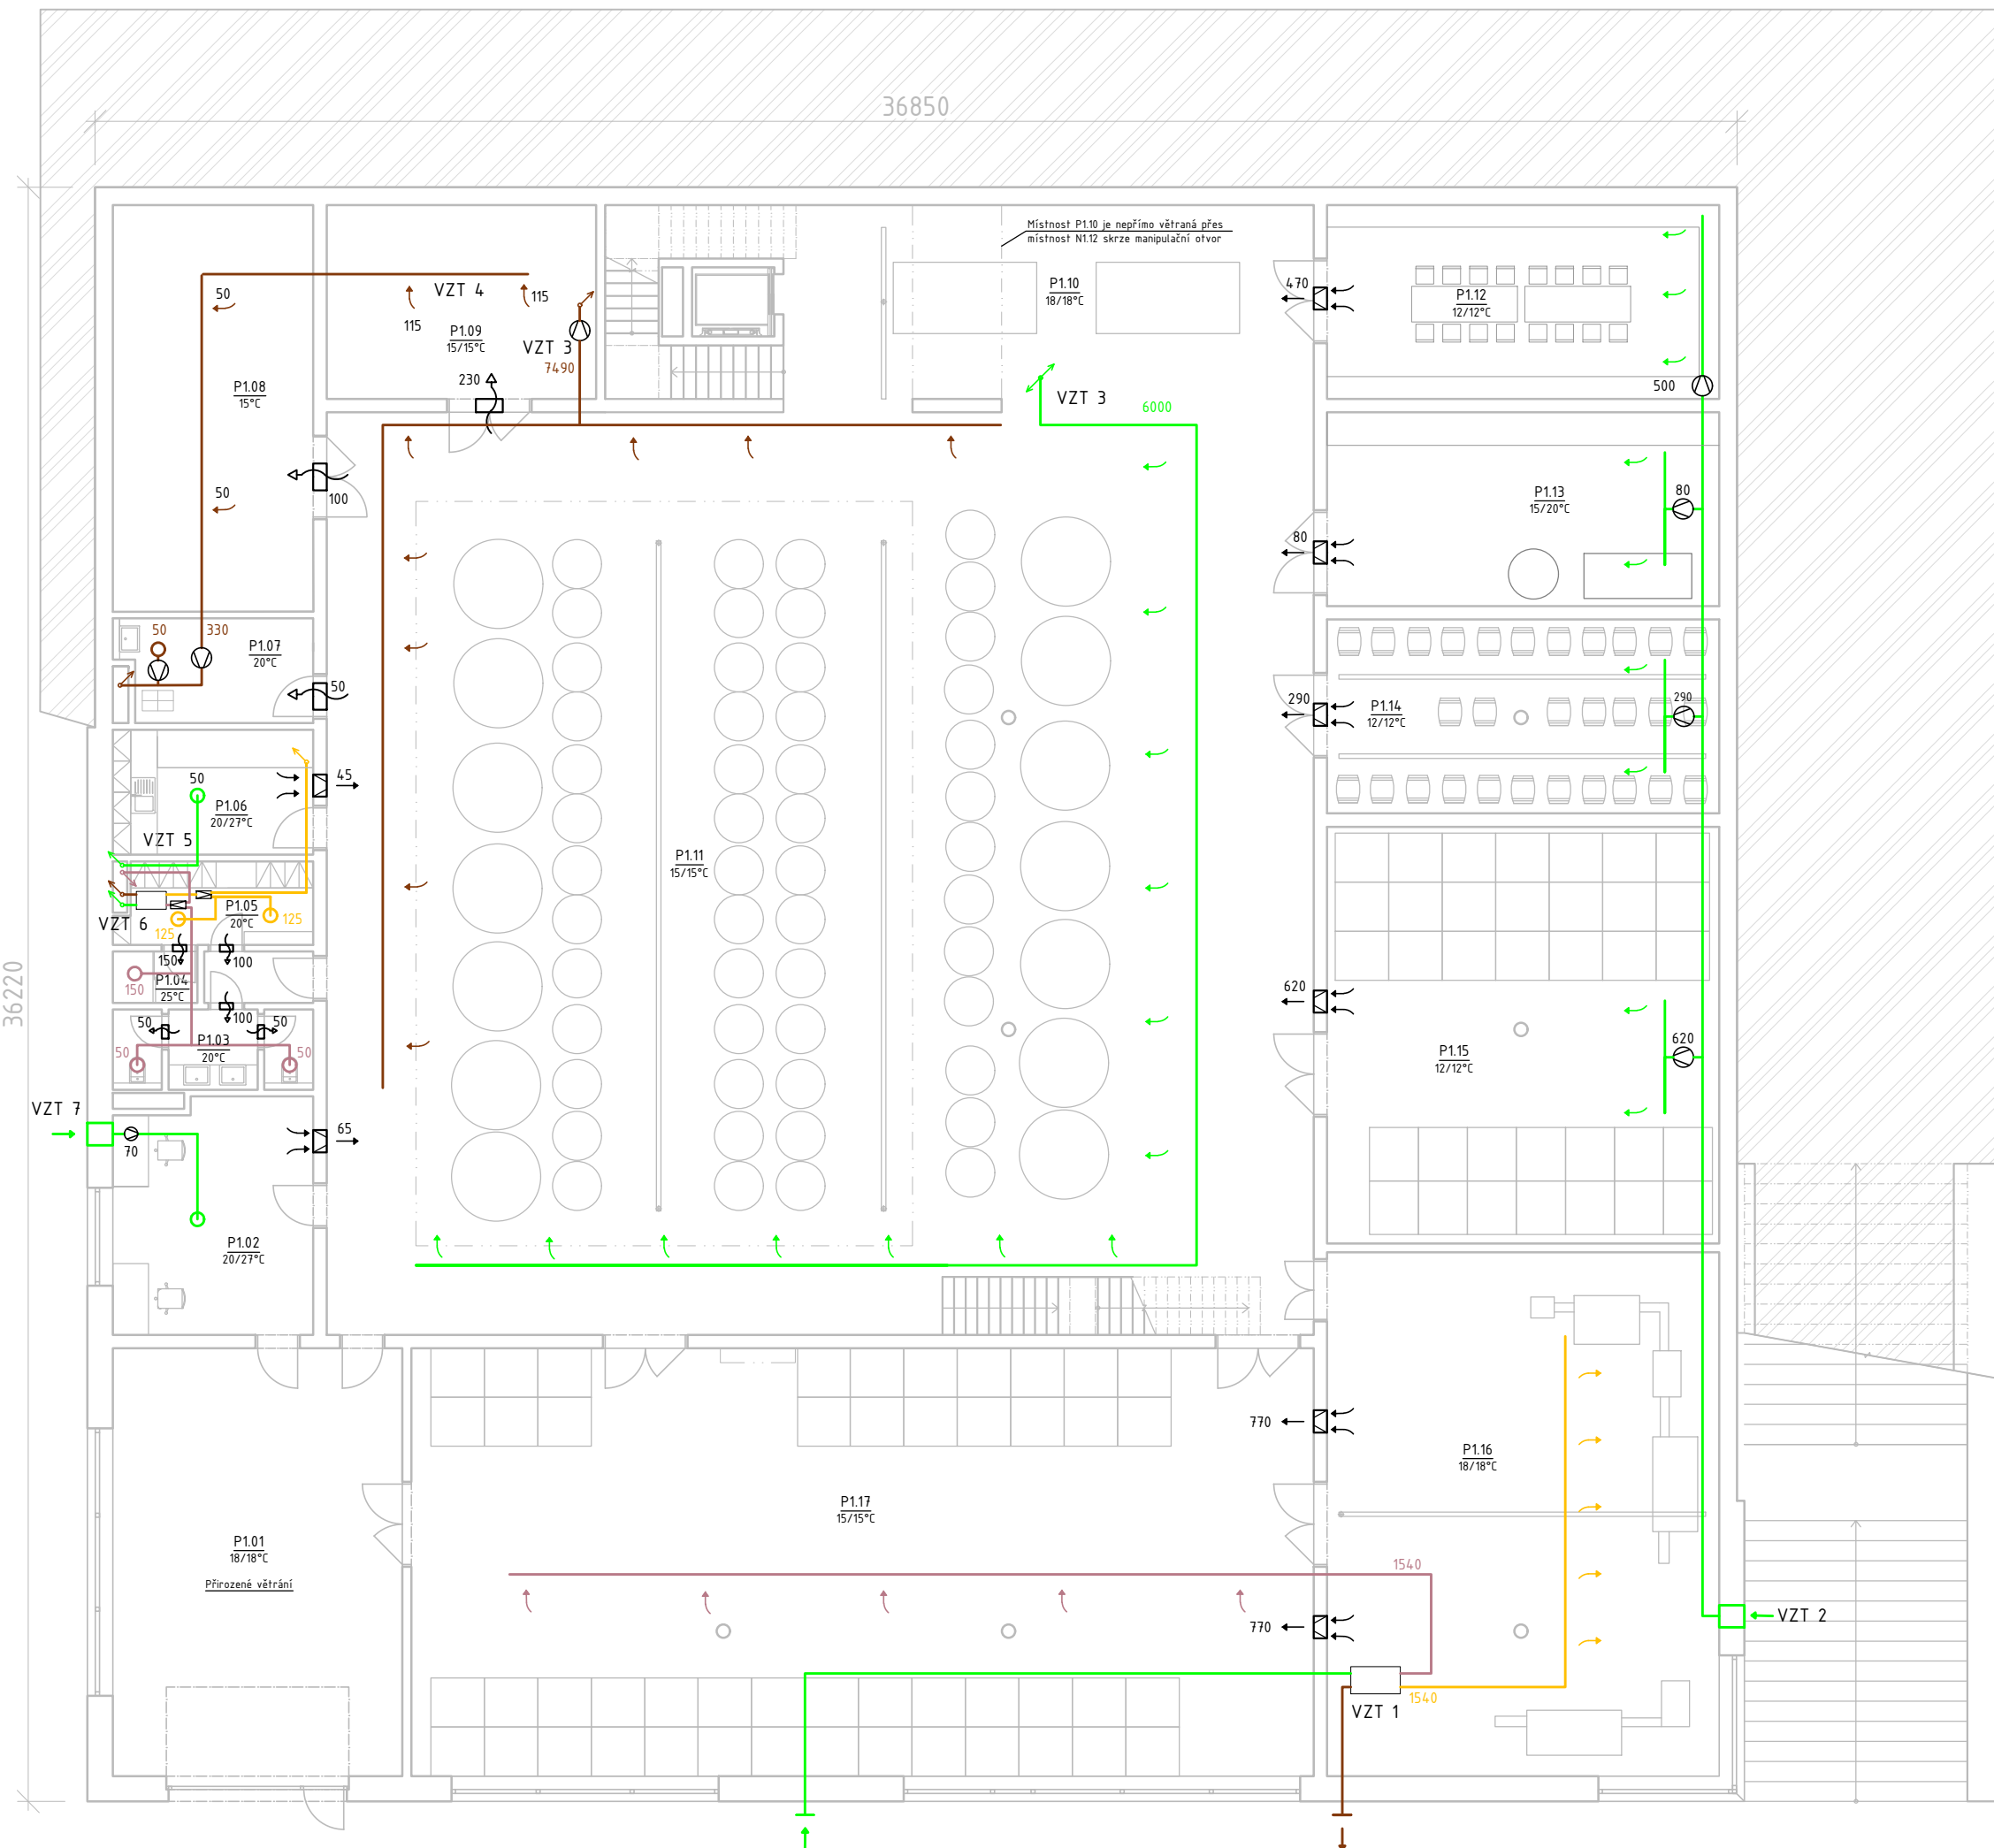 36850
Místnost P1.10 je nepřímo větraná přes
místnost N1.12 skrze manipulační otvor
50
VZT 4
115
115
P1.09
15/15°C
VZT 3
7490
230
P1.10
18/18°C
470
P1.12
12/12°C
VZT 3
6000
500
P1.08
15°C
50
100
P1.13
15/20°C
80
80
50
330
P1.07
20°C
50
290
P1.14
12/12°C
290
45
50
P1.06
20/27°C
VZT 5
P1.11
15/15°C
VZT 6
P1.05
20°C
125
125
150
100
P1.04
25°C
150
36220
620
100
50
50
P1.03
20°C
50
50
620
P1.15
12/12°C
VZT 7
70
65
P1.02
20/27°C
770
P1.16
18/18°C
P1.17
15/15°C
P1.01
18/18°C
Přirozené větrání
1540
770
VZT 2
1540
VZT 1